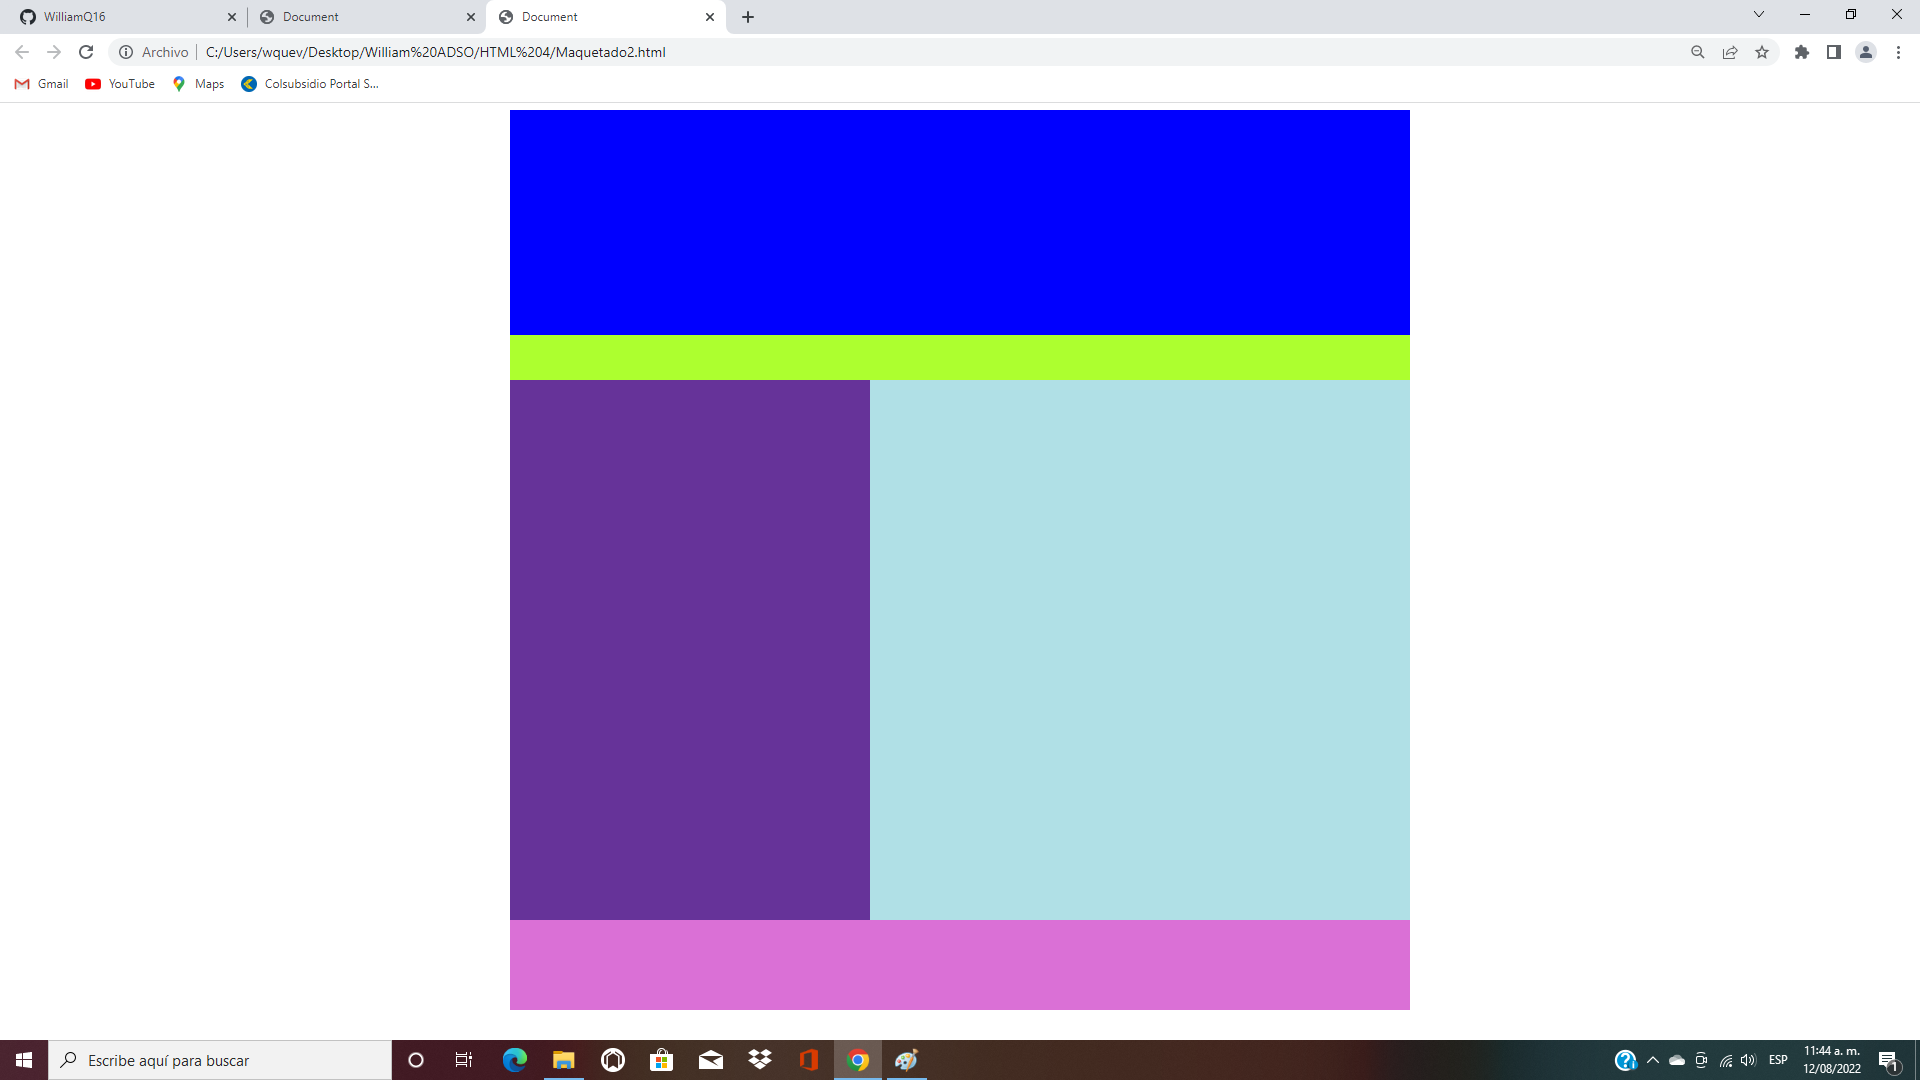 WilliamQ16
Document
Document
Archivo
C:/Users/wquev/Desktop/William%20ADSO/HTML%204/Maquetado2.html
Gmail
YouTube
Maps
Colsubsidio Portal S...
Escribe aquí para buscar
ESP
11:44 a. m.
12/08/2022
1